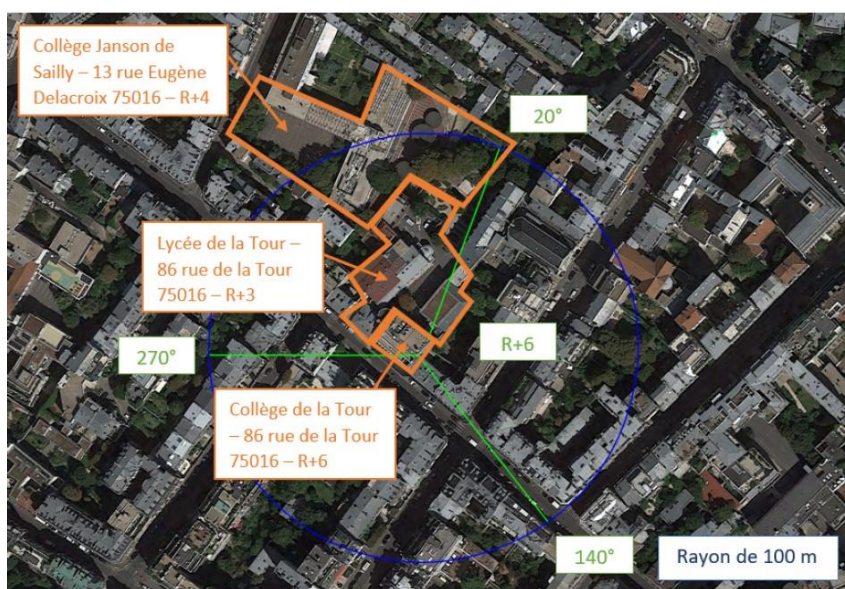 Collège Janson de
Sailly – 13 rue Eugène
Delacroix 75016 – R+4
20°
Lycée de la Tour –
86 rue de la Tour
75016 – R+3
R+6
270°
Collège de la Tour
– 86 rue de la Tour
75016 – R+6
140°
Rayon de 100 m